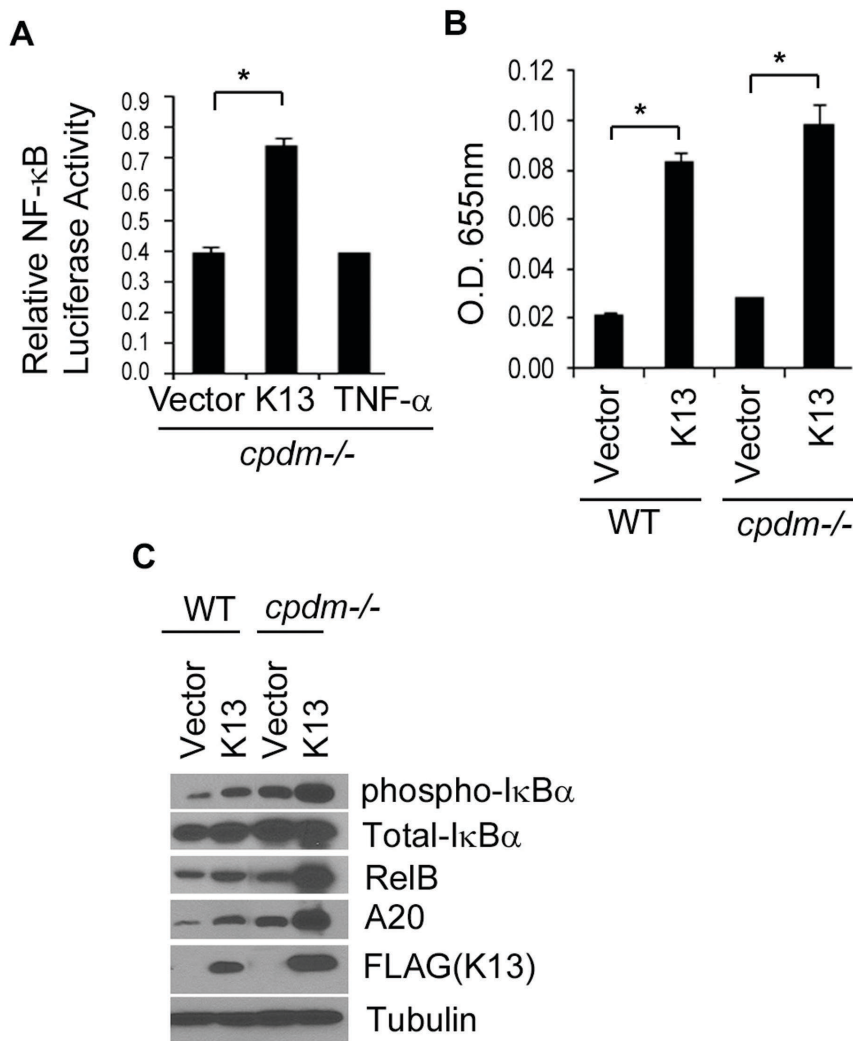 A
*
Relative NF-κB
Luciferase Activity
0.9
0.8
0.7
0.6
0.5
0.4
0.3
0.2
0.1
0.0
Vector K13 TNF-α
cpdm-/-
B
*
*
O.D. 655nm
0.12
0.10
0.08
0.06
0.04
0.02
0.00
Vector
K13
Vector
K13
WT
cpdm-/-
C
WT
cpdm-/-
Vector
K13
Vector
K13
phospho-IκBα
Total-IκBα
RelB
A20
FLAG(K13)
Tubulin